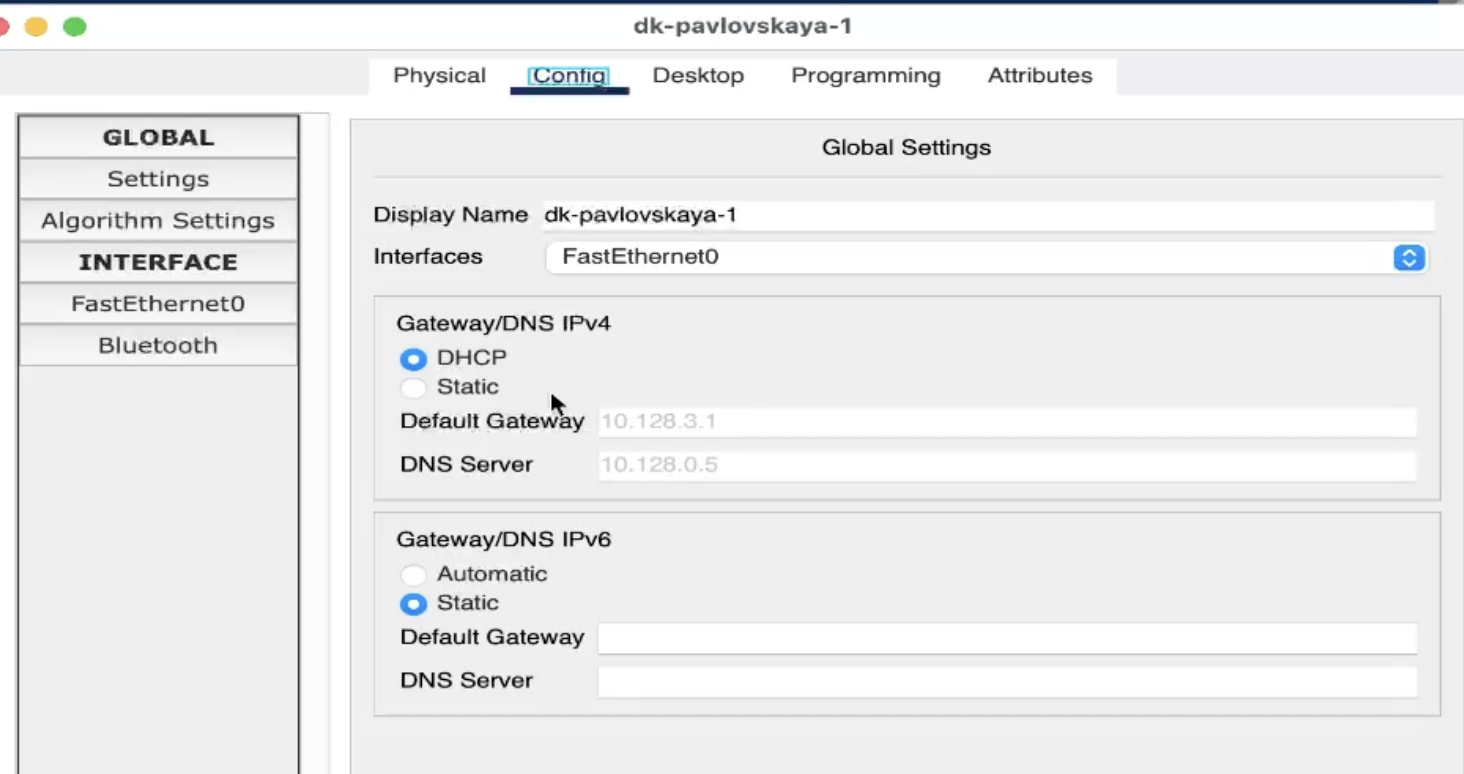 dk-pavlovskaya-1
Physical Config Desktop Programming Attributes
GLOBAL
Settings
Algorithm Settings
INTERFACE
FastEthernet0
Bluetooth
Global Settings
Display Name dk-pavlovskaya-1
Interfaces FastEthernet0
Gateway/DNS IPv4
DHCP
Static
Default Gateway 10.128.3.1
DNS Server 10.128.0.5
Gateway/DNS IPv6
Automatic
Static
Default Gateway
DNS Server